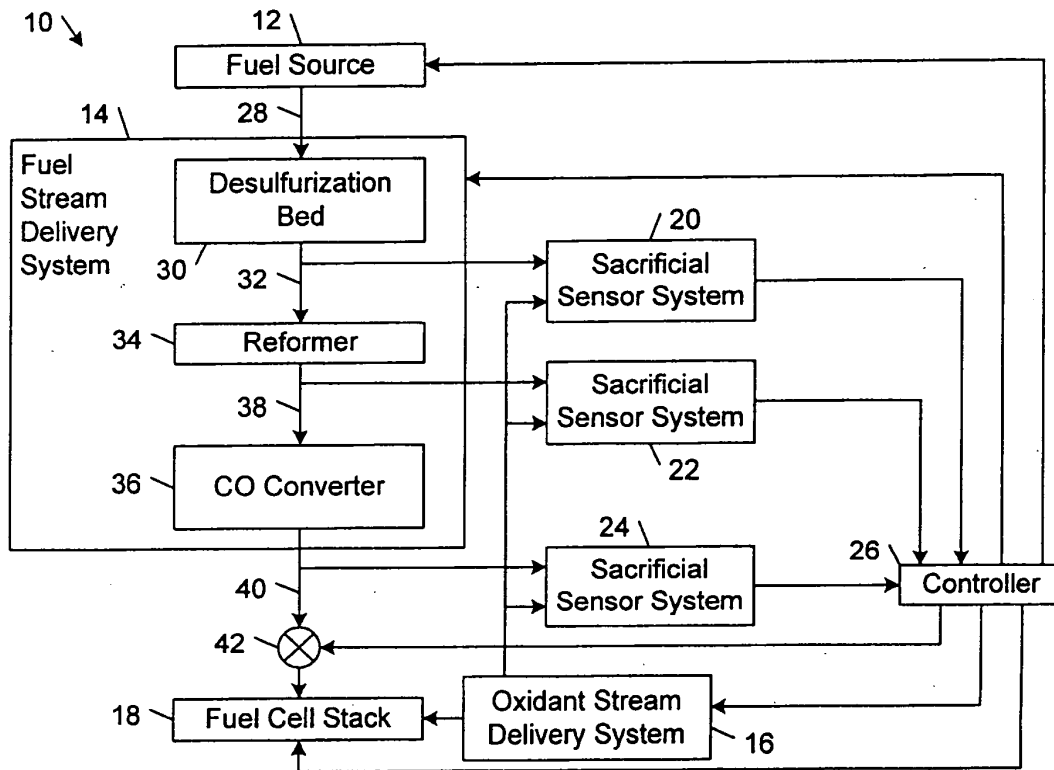 10
12
Fuel Source
28
14
Fuel
Stream
Delivery
System
Desulfurization
Bed
30
32
20
Sacrificial
Sensor System
34
Reformer
38
Sacrificial
Sensor System
22
36
CO Converter
24
Sacrificial
Sensor System
26
Controller
40
42
18
Fuel Cell Stack
Oxidant Stream
Delivery System
16